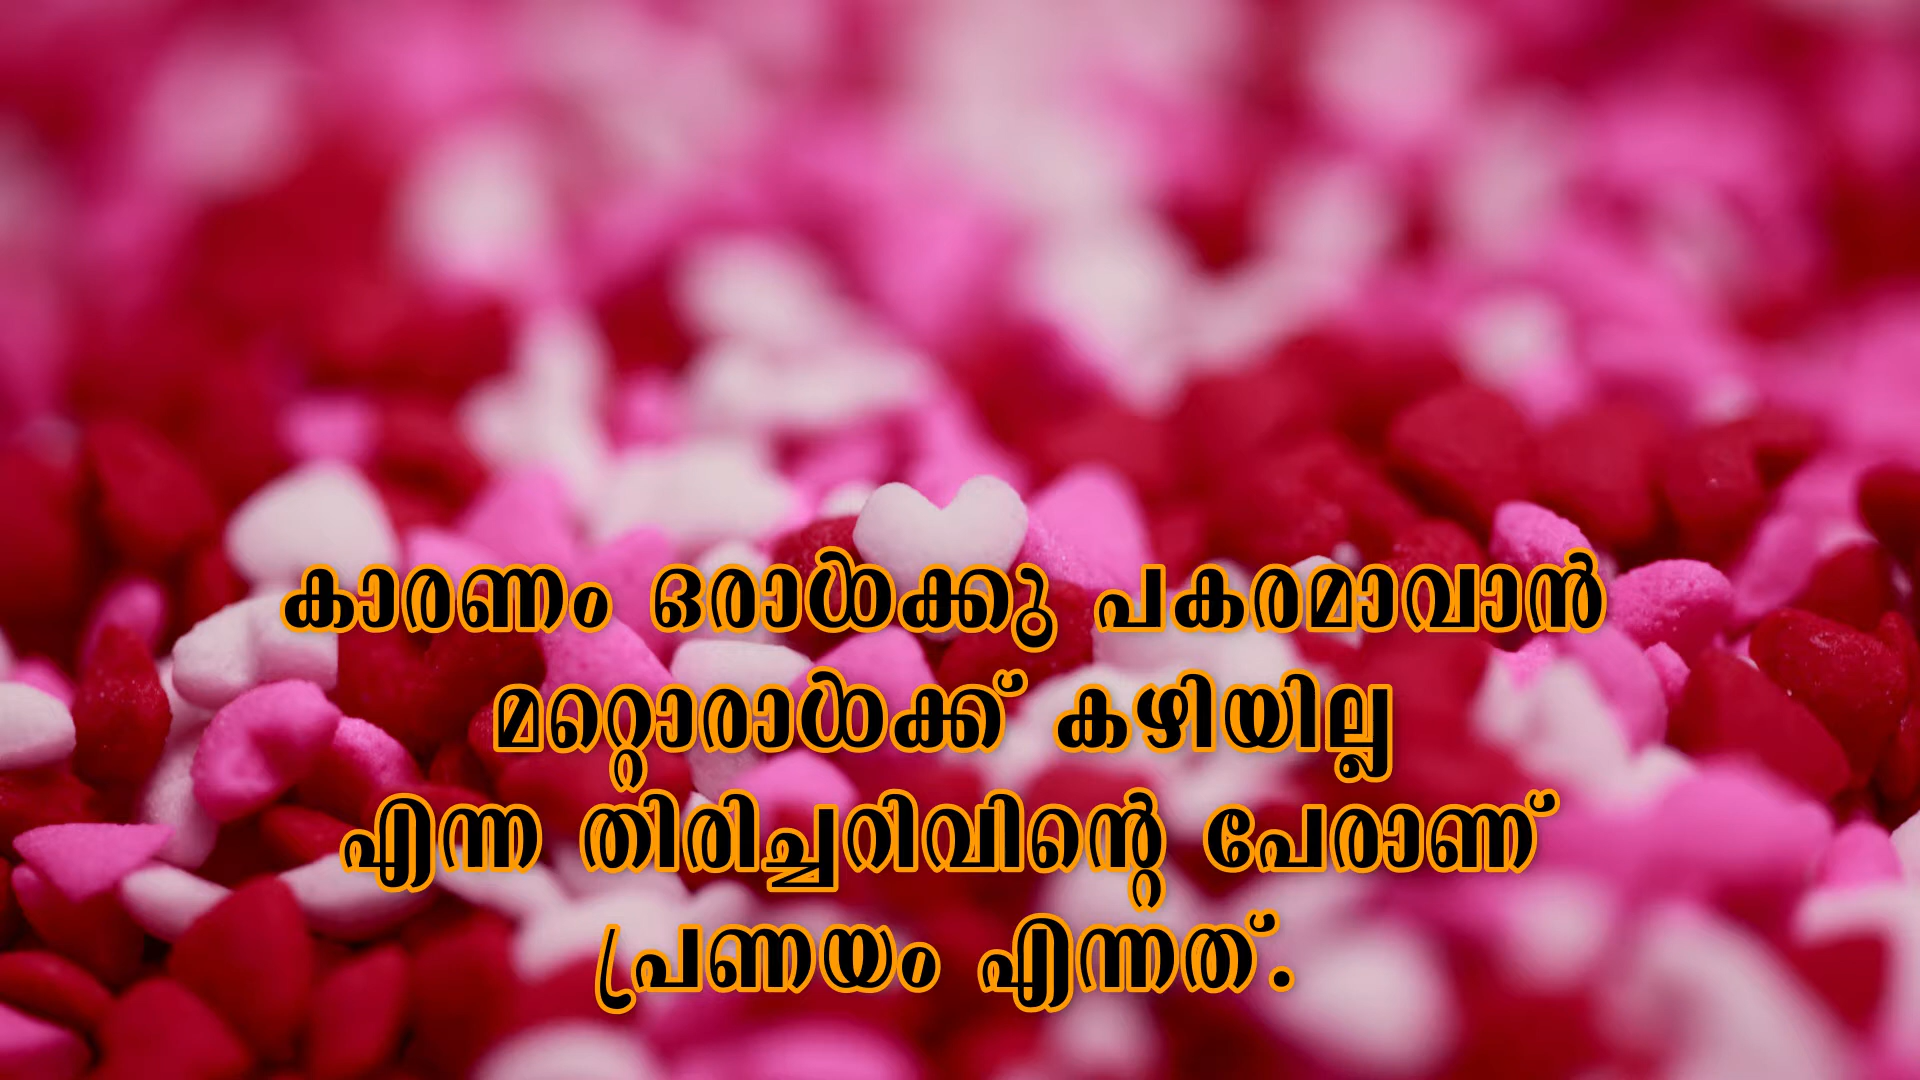 കാരണം ഒരാൾക്കു പകരമാവാൻ
മറ്റൊരാൾക്ക് കഴിയില്ല
എന്ന തിരിച്ചറിവിന്റെ പേരാണ്
പ്രണയം എന്നത്.